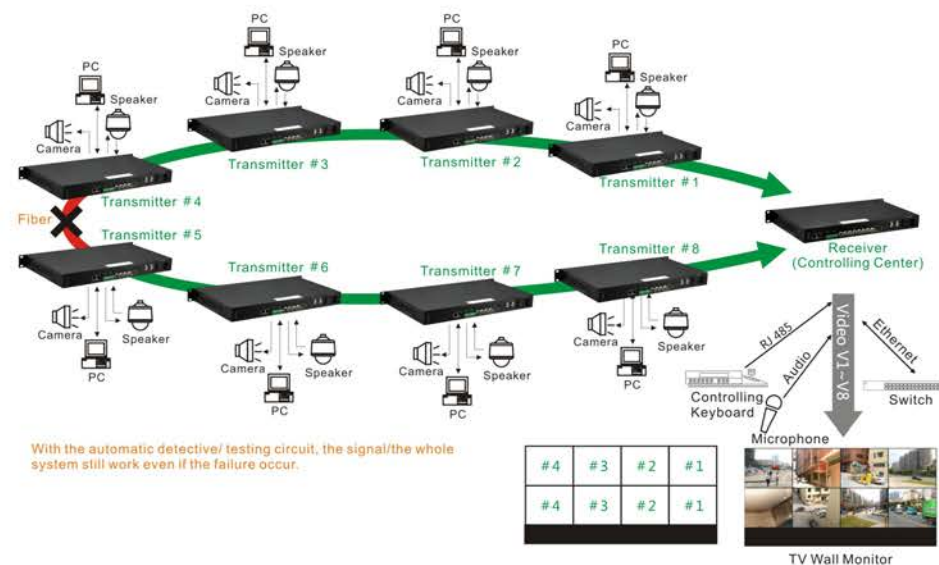 PC
Speaker
Camera
Transmitter #3
PC
Speaker
Camera
Transmitter #2
PC
Speaker
Camera
Transmitter #4
PC
Speaker
Camera
Transmitter #1
Fiber
Transmitter #5
Camera
Speaker
PC
Transmitter #6
Camera
Speaker
PC
Transmitter #7
Camera
Speaker
PC
Transmitter #8
Camera
Speaker
PC
Receiver
(Controlling Center)
RJ 485
Audio
Video V1~V8
Ethernet
Controlling
Keyboard
Switch
Microphone
With the automatic detective/ testing circuit, the signal/the whole
system still work even if the failure occur.
#4 #3 #2 #1
#4 #3 #2 #1
TV Wall Monitor